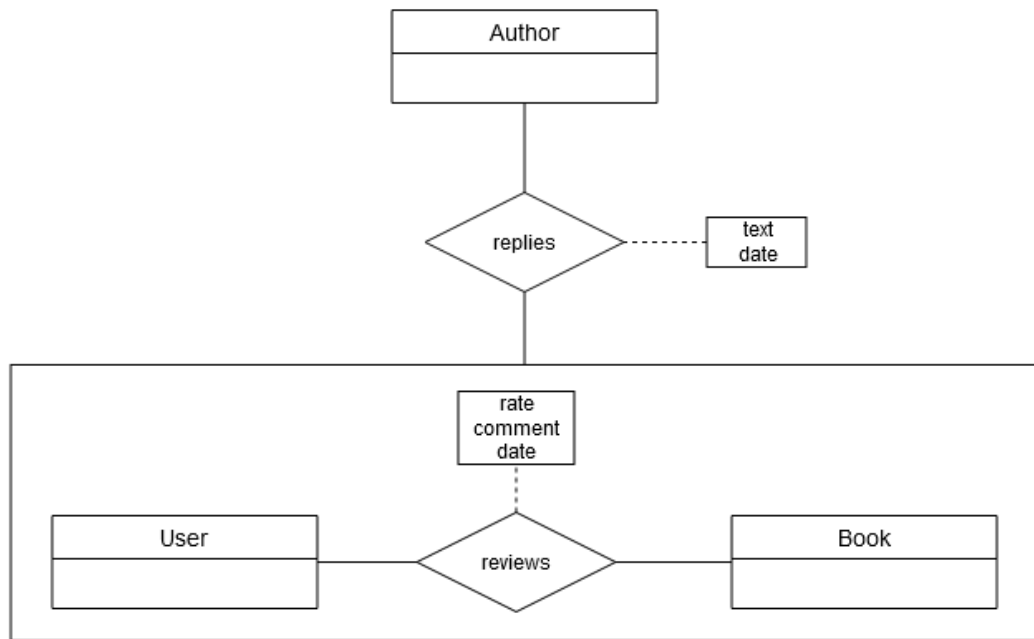 Author
replies
text
date
rate
comment
date
User
reviews
Book